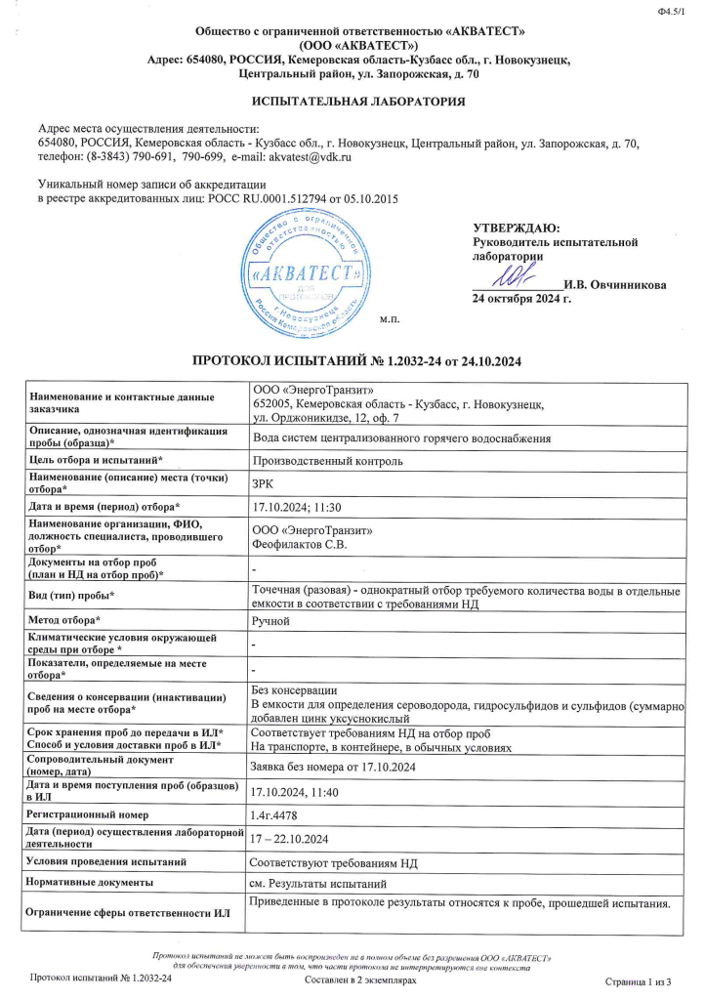 Ф4.5/1
Общество с ограниченной ответственностью «АКВАТЕСТ»
(ООО «АКВАТЕСТ»)
Адрес: 654080, РОССИЯ, Кемеровская область-Кузбасс обл., г. Новокузнецк,
Центральный район, ул. Запорожская, д. 70
ИСПЫТАТЕЛЬНАЯ ЛАБОРАТОРИЯ
Адрес места осуществления деятельности:
654080, РОССИЯ, Кемеровская область - Кузбасс обл., г. Новокузнецк, Центральный район, ул. Запорожская, д. 70,
телефон: (8-3843) 790-691, 790-699, e-mail: akvatest@vdk.ru
Уникальный номер записи об аккредитации
в реестре аккредитованных лиц: РОСС RU.0001.512794 от 05.10.2015
Общество с ограниченной
ответственностью
«АКВАТЕСТ»
ДЛЯ
ПРОТОКОЛОВ
г.Новокузнецк
Россия Кемеровская область
УТВЕРЖДАЮ:
Руководитель испытательной
лаборатории
И.В. Овчинникова
24 октября 2024 г.
м.п.
ПРОТОКОЛ ИСПЫТАНИЙ № 1.2032-24 от 24.10.2024
Наименование и контактные данные
заказчика
ООО «ЭнергоТранзит»
652005, Кемеровская область - Кузбасс, г. Новокузнецк,
ул. Орджоникидзе, 12, оф. 7
Описание, однозначная идентификация
пробы (образца)*
Вода систем централизованного горячего водоснабжения
Цель отбора и испытаний*
Производственный контроль
Наименование (описание) места (точки)
отбора*
ЗРК
Дата и время (период) отбора*
17.10.2024; 11:30
Наименование организации, ФИО,
должность специалиста, проводившего
отбор*
ООО «ЭнергоТранзит»
Феофилактов С.В.
Документы на отбор проб
(план и НД на отбор проб)*
-
Вид (тип) пробы*
Точечная (разовая) - однократный отбор требуемого количества воды в отдельные
емкости в соответствии с требованиями НД
Метод отбора*
Ручной
Климатические условия окружающей
среды при отборе *
-
Показатели, определяемые на месте
отбора*
-
Сведения о консервации (инактивации)
проб на месте отбора*
Без консервации
В емкости для определения сероводорода, гидросульфидов и сульфидов (суммарно
добавлен цинк уксуснокислый
Срок хранения проб до передачи в ИЛ*
Способ и условия доставки проб в ИЛ*
Соответствует требованиям НД на отбор проб
На транспорте, в контейнере, в обычных условиях
Сопроводительный документ
(номер, дата)
Заявка без номера от 17.10.2024
Дата и время поступления проб (образцов)
в ИЛ
17.10.2024, 11:40
Регистрационный номер
1.4г.4478
Дата (период) осуществления лабораторной
деятельности
17 – 22.10.2024
Условия проведения испытаний
Соответствуют требованиям НД
Нормативные документы
см. Результаты испытаний
Ограничение сферы ответственности ИЛ
Приведенные в протоколе результаты относятся к пробе, прошедшей испытания.
Протокол испытаний не может быть воспроизведен не в полном объеме без разрешения ООО «АКВАТЕСТ»
для обеспечения уверенности в том, что части протокола не интерпретируются вне контекста
Протокол испытаний № 1.2032-24
Составлен в 2 экземплярах
Страница 1 из 3